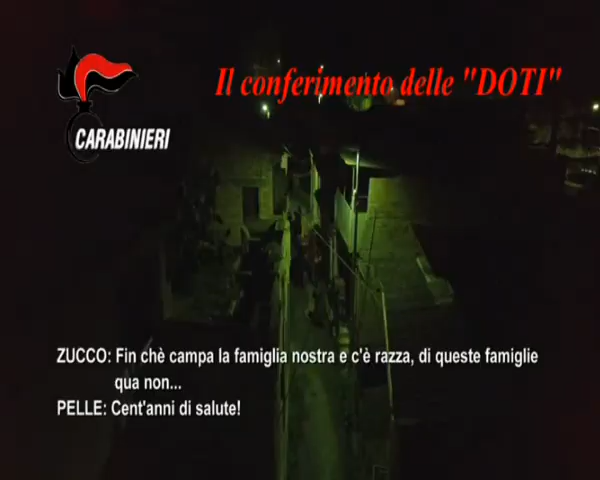 Il conferimento delle "DOTI"
CARABINIERI
ZUCCO: Fin chè campa la famiglia nostra e c'è razza, di queste famiglie
qua non...
PELLE: Cent'anni di salute!